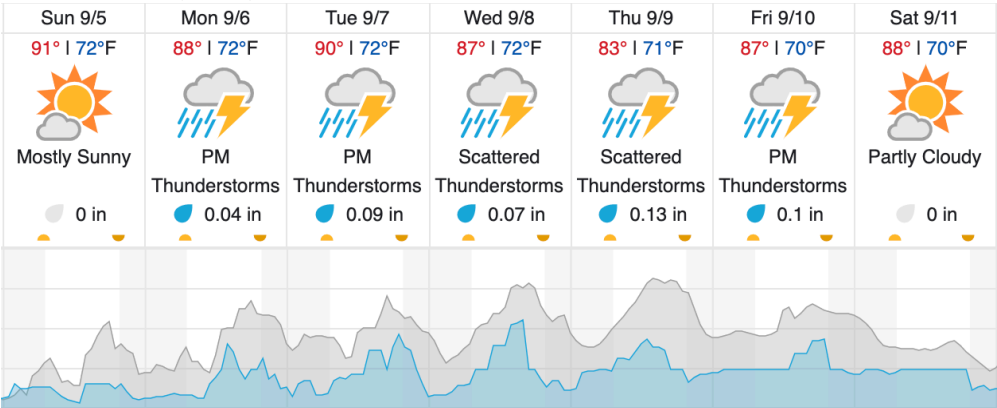 Sun 9/5 Mon 9/6 Tue 9/7 Wed 9/8 Thu 9/9 Fri 9/10 Sat 9/11
91° | 72°F 88° | 72°F 90° | 72°F 87° | 72°F 83° | 71°F 87° | 70°F 88° | 70°F
Mostly Sunny PM PM Scattered Scattered PM Partly Cloudy
Thunderstorms Thunderstorms Thunderstorms Thunderstorms Thunderstorms
0 in 0.04 in 0.09 in 0.07 in 0.13 in 0.1 in 0 in